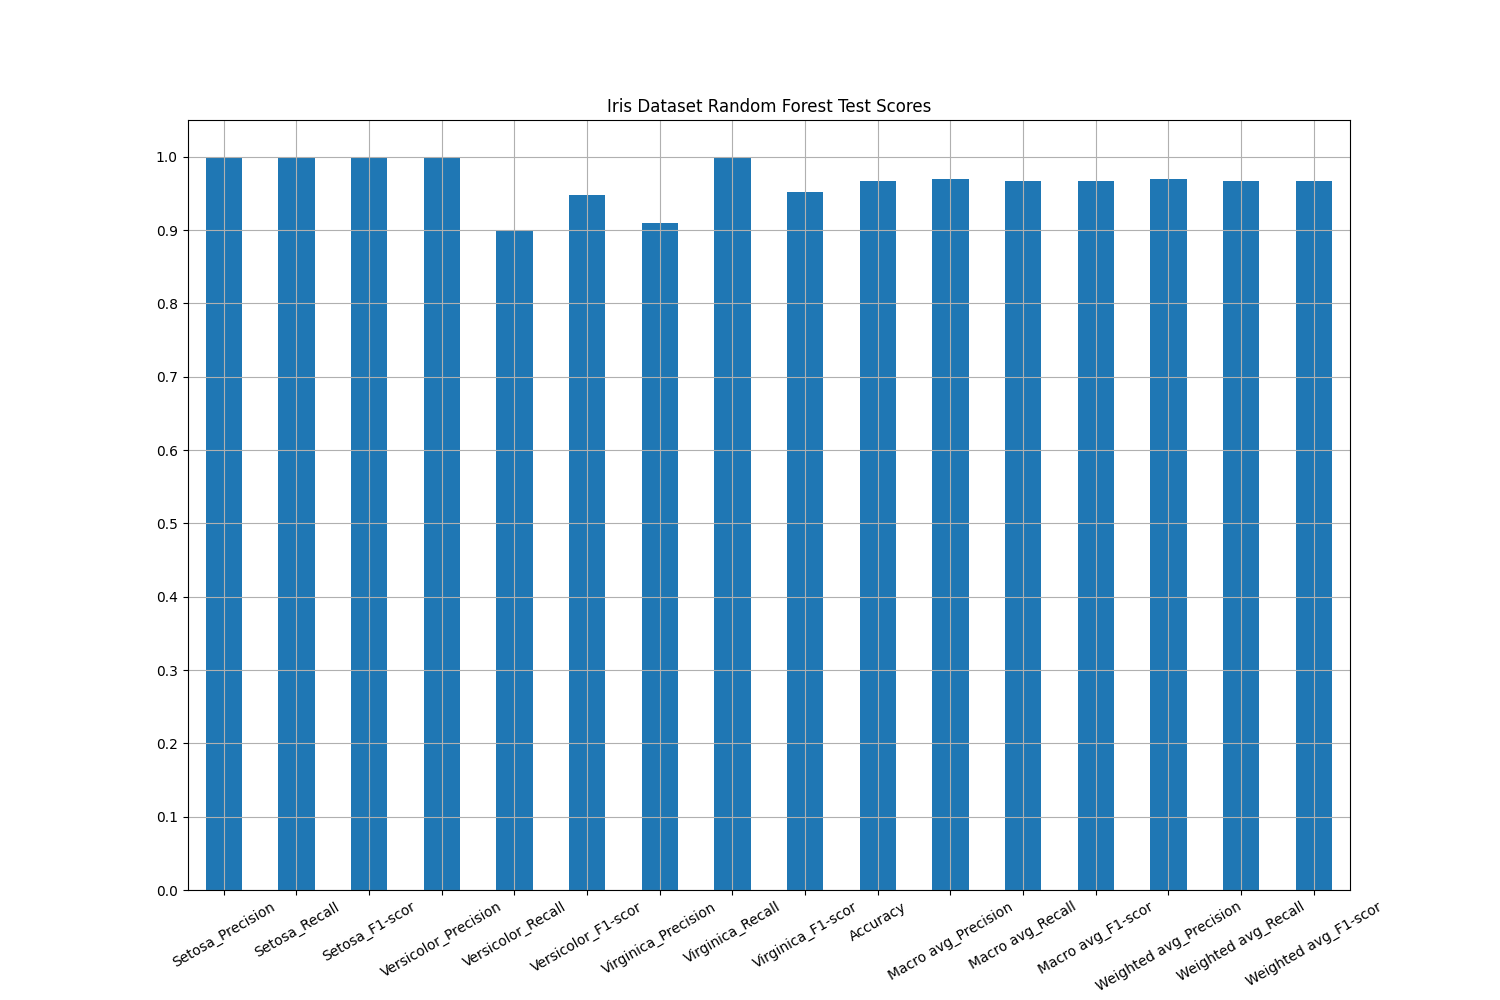 Iris Dataset Random Forest Test Scores
1.0
0.9
0.8
0.7
0.6
0.5
0.4
0.3
0.2
0.1
0.0
Setosa_Precision
Setosa_Recall
Setosa_F1-scor
Versicolor_Precision
Versicolor_Recall
Versicolor_F1-scor
Virginica_Precision
Virginica_Recall
Virginica_F1-scor
Accuracy
Macro avg_Precision
Macro avg_Recall
Macro avg_F1-scor
Weighted avg_Precision
Weighted avg_Recall
Weighted avg_F1-scor